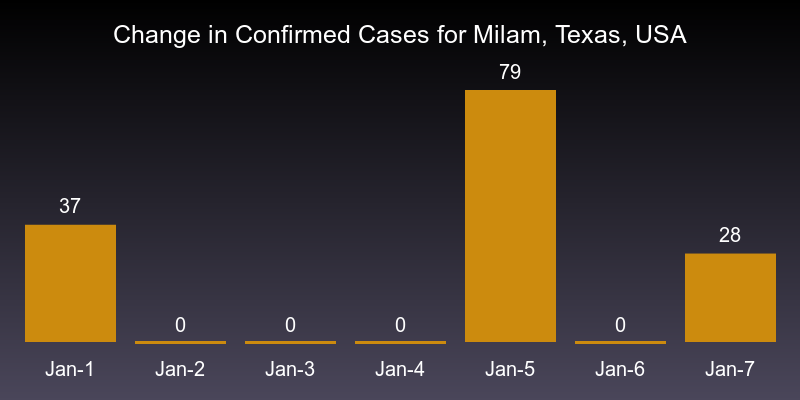 Change in Confirmed Cases for Milam, Texas, USA
79
37
28
0 0 0 0
Jan-1 Jan-2 Jan-3 Jan-4 Jan-5 Jan-6 Jan-7